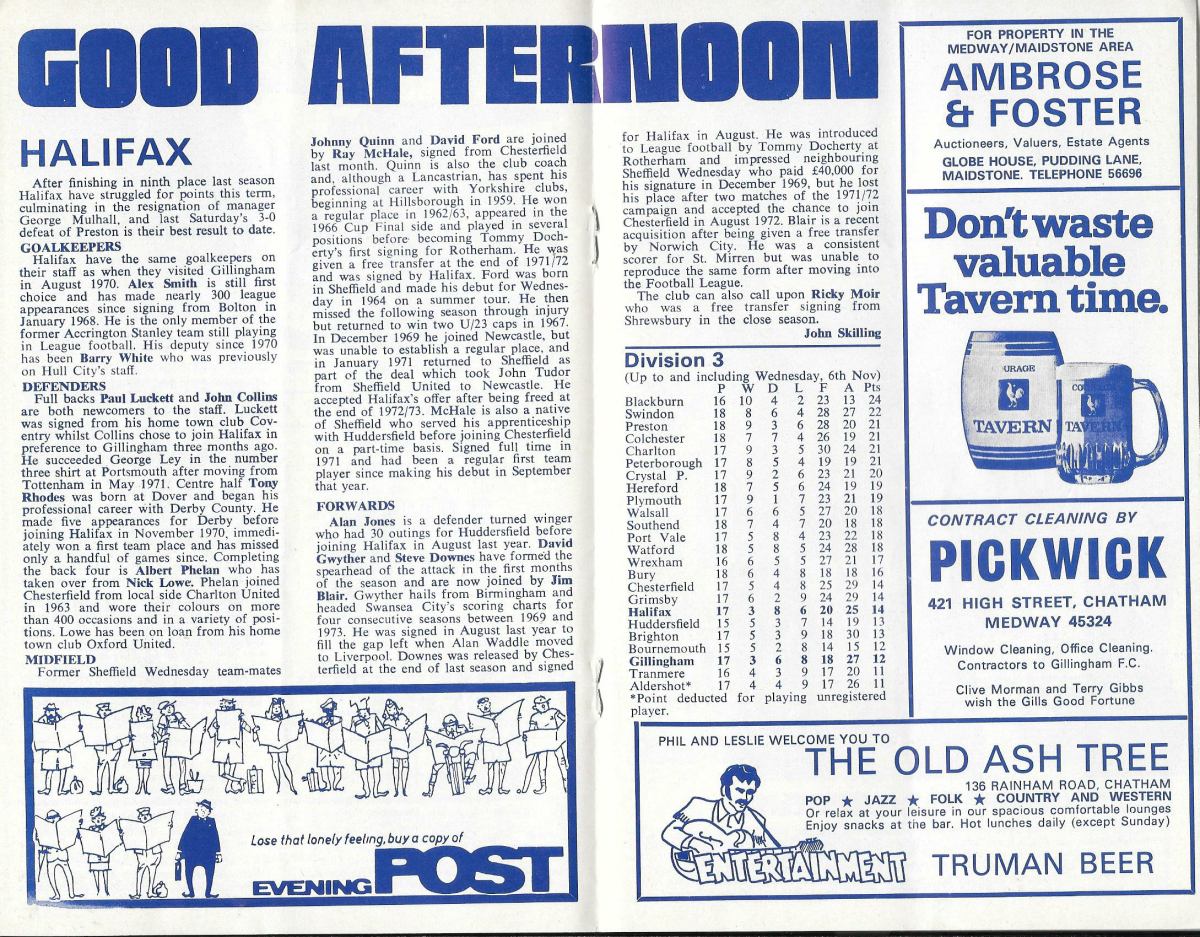 GOOD AFTERNOON
HALIFAX
After finishing in ninth place last season
Halifax have struggled for points this term,
culminating in the resignation of manager
George Mulhall, and last Saturday's 3-0
defeat of Preston is their best result to date.
GOALKEEPERS
Halifax have the same goalkeepers on
their staff as when they visited Gillingham
in August 1970. Alex Smith is still first
choice and has made nearly 300 league
appearances since signing from Bolton in
January 1968. He is the only member of the
former Accrington Stanley team still playing
in League football. His deputy since 1970
has been Barry White who was previously
on Hull City's staff.
DEFENDERS
Full backs Paul Luckett and John Collins
are both newcomers to the staff. Luckett
was signed from his home town club Cov-
entry whilst Collins chose to join Halifax in
preference to Gillingham three months ago.
He succeeded George Ley in the number
three shirt at Portsmouth after moving from
Tottenham in May 1971. Centre half Tony
Rhodes was born at Dover and began his
professional career with Derby County. He
made five appearances for Derby before
joining Halifax in November 1970, immedi-
ately won a first team place and has missed
only a handful of games since. Completing
the back four is Albert Phelan who has
taken over from Nick Lowe. Phelan joined
Chesterfield from local side Charlton United
in 1963 and wore their colours on more
than 400 occasions and in a variety of posi-
tions. Lowe has been on loan from his home
town club Oxford United.
MIDFIELD
Former Sheffield Wednesday team-mates
Johnny Quinn and David Ford are joined
by Ray McHale, signed from Chesterfield
last month. Quinn is also the club coach
and, although a Lancastrian, has spent his
professional career with Yorkshire clubs,
beginning at Hillsborough in 1959. He won
a regular place in 1962/63, appeared in the
1966 Cup Final side and played in several
positions before becoming Tommy Doch-
erty's first signing for Rotherham. He was
given a free transfer at the end of 1971/72
and was signed by Halifax. Ford was born
in Sheffield and made his debut for Wednes-
day in 1964 on a summer tour. He then
missed the following season through injury
but returned to win two U/23 caps in 1967.
In December 1969 he joined Newcastle, but
was unable to establish a regular place, and
in January 1971 returned to Sheffield as
part of the deal which took John Tudor
from Sheffield United to Newcastle. He
accepted Halifax's offer after being freed at
the end of 1972/73. McHale is also a native
of Sheffield who served his apprenticeship
with Huddersfield before joining Chesterfield
on a part-time basis. Signed full time in
1971 and had been a regular first team
player since making his debut in September
that year.
FORWARDS
Alan Jones is a defender turned winger
who had 30 outings for Huddersfield before
joining Halifax in August last year. David
Gwyther and Steve Downes have formed the
spearhead of the attack in the first months
of the season and are now joined by Jim
Blair. Gwyther hails from Birmingham and
headed Swansea City's scoring charts for
four consecutive seasons between 1969 and
1973. He was signed in August last year to
fill the gap left when Alan Waddle moved
to Liverpool. Downes was released by Ches-
terfield at the end of last season and signed
for Halifax in August. He was introduced
to League football by Tommy Docherty at
Rotherham and impressed neighbouring
Sheffield Wednesday who paid £40,000 for
his signature in December 1969, but he lost
his place after two matches of the 1971/72
campaign and accepted the chance to join
Chesterfield in August 1972. Blair is a recent
acquisition after being given a free transfer
by Norwich City. He was a consistent
scorer for St. Mirren but was unable to
reproduce the same form after moving into
the Football League.
The club can also call upon Ricky Moir
who was a free transfer signing from
Shrewsbury in the close season.
John Skilling
Division 3
(Up to and including Wednesday, 6th Nov)
P W D L F A Pts
Blackburn 16 10 4 2 23 13 24
Swindon 18 8 6 4 28 27 22
Preston 18 9 3 6 28 20 21
Colchester 18 7 7 4 26 19 21
Charlton 17 9 3 5 30 24 21
Peterborough 17 8 5 4 19 19 21
Crystal P. 17 9 2 6 23 21 20
Hereford 18 7 5 6 24 19 19
Plymouth 17 9 1 7 23 21 19
Walsall 17 6 6 5 27 20 18
Southend 18 7 4 7 20 18 18
Port Vale 17 5 8 4 23 22 18
Watford 18 5 8 5 24 28 18
Wrexham 16 6 5 5 27 21 17
Bury 18 6 4 8 18 18 16
Chesterfield 17 5 4 8 25 29 14
Grimsby 17 6 2 9 24 29 14
Halifax 17 3 8 6 20 25 14
Huddersfield 15 5 3 7 14 19 13
Brighton 17 5 3 9 18 30 13
Bournemouth 15 5 2 8 14 15 12
Gillingham 17 3 6 8 18 27 12
Tranmere 16 4 3 9 17 20 11
Aldershot* 17 4 4 9 17 26 11
*Point deducted for playing unregistered
player.
FOR PROPERTY IN THE
MEDWAY/MAIDSTONE AREA
AMBROSE
& FOSTER
Auctioneers, Valuers, Estate Agents
GLOBE HOUSE, PUDDING LANE,
MAIDSTONE. TELEPHONE 56696
Don't waste
valuable
Tavern time.
URAGE
TAVERN
TAVERN
CONTRACT CLEANING BY
PICKWICK
421 HIGH STREET, CHATHAM
MEDWAY 45324
Window Cleaning, Office Cleaning.
Contractors to Gillingham F.C.
Clive Morman and Terry Gibbs
wish the Gills Good Fortune
Lose that lonely feeling, buy a copy of
EVENING POST
PHIL AND LESLIE WELCOME YOU TO
THE OLD ASH TREE
136 RAINHAM ROAD, CHATHAM
POP ★ JAZZ ★ FOLK ★ COUNTRY AND WESTERN
Or relax at your leisure in our spacious comfortable lounges
Enjoy snacks at the bar. Hot lunches daily (except Sunday)
ENTERTAINMENT
TRUMAN BEER